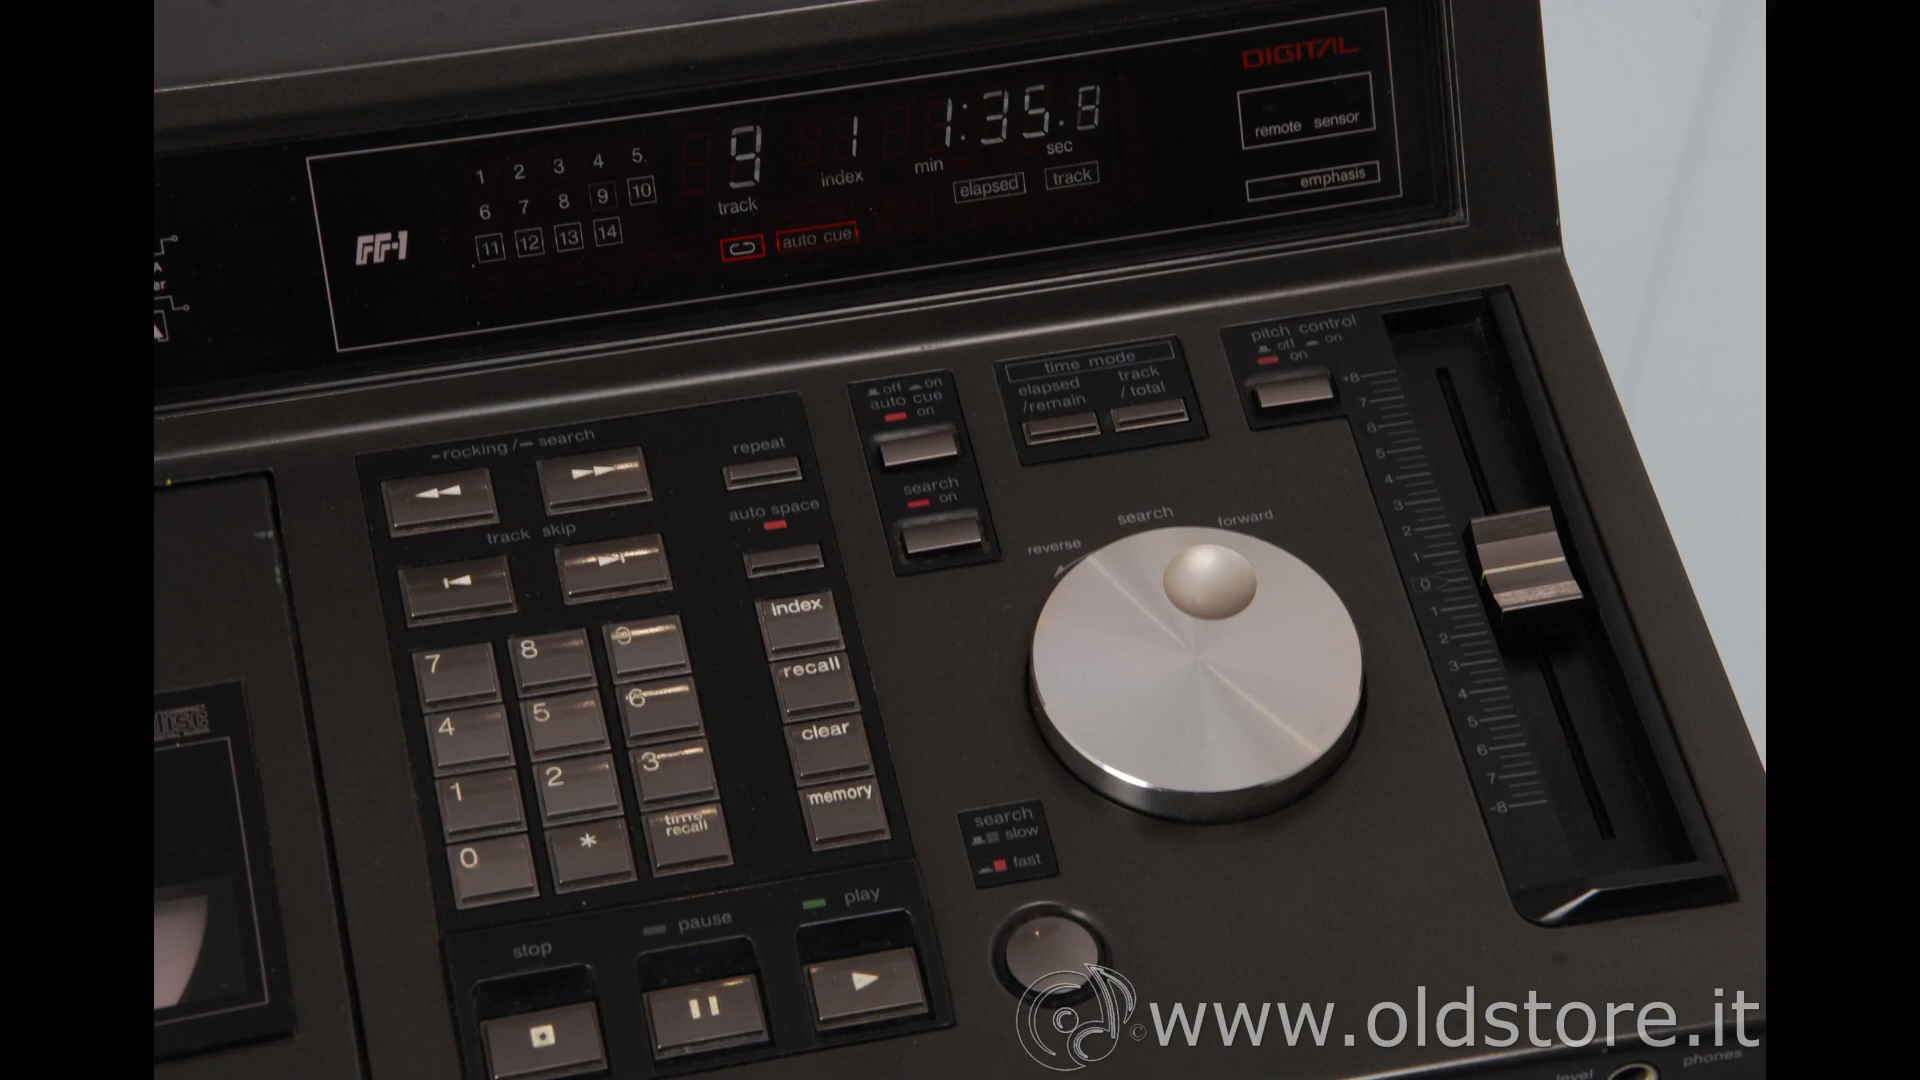 DIGITAL
1 2 3 4 5
6 7 8 9 10
11 12 13 14
9 1 1:35.8
track index min sec
elapsed track
auto cue
remote sensor
emphasis
FF-1
pitch control
off on
on
+8
7
6
5
4
3
2
1
0
1
2
3
4
5
6
7
-8
time mode
elapsed /remain
track / total
off on
auto cue
on
search
on
rocking / search
repeat
track skip
auto space
search
reverse
forward
index
recall
clear
memory
7 8 9
4 5 6
1 2 3
0 * time recall
search
slow
fast
stop
pause
play
level
phones
© www.oldstore.it